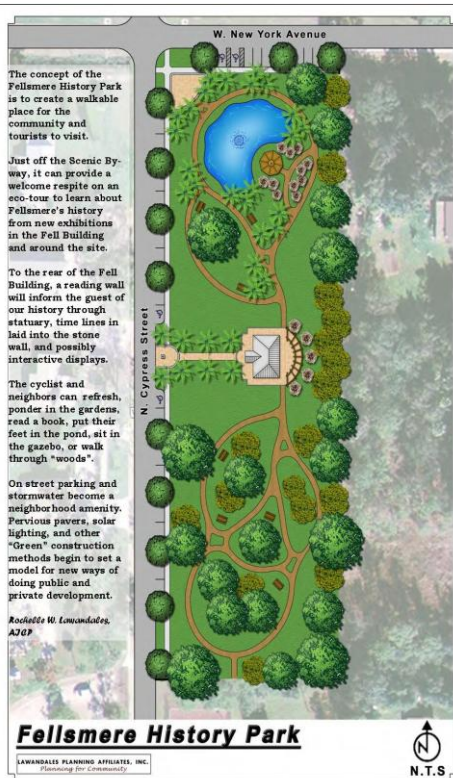 W. New York Avenue
The concept of the
Fellsmere History Park
is to create a walkable
place for the
community and
tourists to visit.
Just off the Scenic By-
way, it can provide a
welcome respite on an
eco-tour to learn about
Fellsmere's history
from new exhibitions
in the Fell Building
and around the site.
To the rear of the Fell
Building, a reading wall
will inform the guest of
our history through
statuary, time lines in
laid into the stone
wall, and possibly
interactive displays.
The cyclist and
neighbors can refresh,
ponder in the gardens,
read a book, put their
feet in the pond, sit in
the gazebo, or walk
through "woods".
On street parking and
stormwater become a
neighborhood amenity.
Pervious pavers, solar
lighting, and other
"Green" construction
methods begin to set a
model for new ways of
doing public and
private development.
Rochelle W. Lawandales,
AICP
N. Cypress Street
Fellsmere History Park
LAWANDALES PLANNING AFFILIATES, INC.
Planning for Community
N
N.T.S